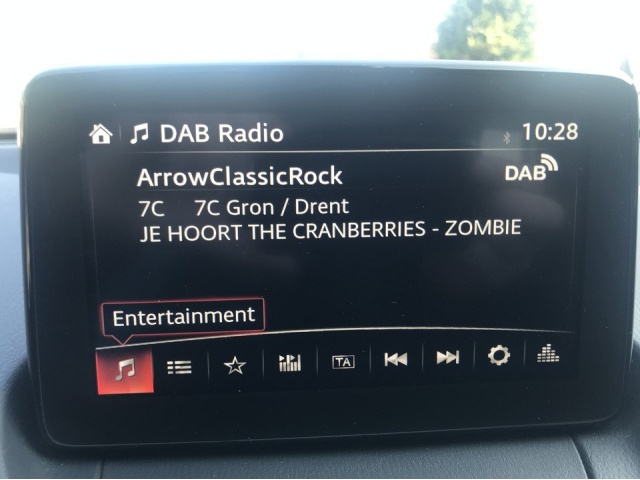 DAB Radio 10:28
ArrowClassicRock DAB
7C 7C Gron / Drent
JE HOORT THE CRANBERRIES - ZOMBIE
Entertainment
TA